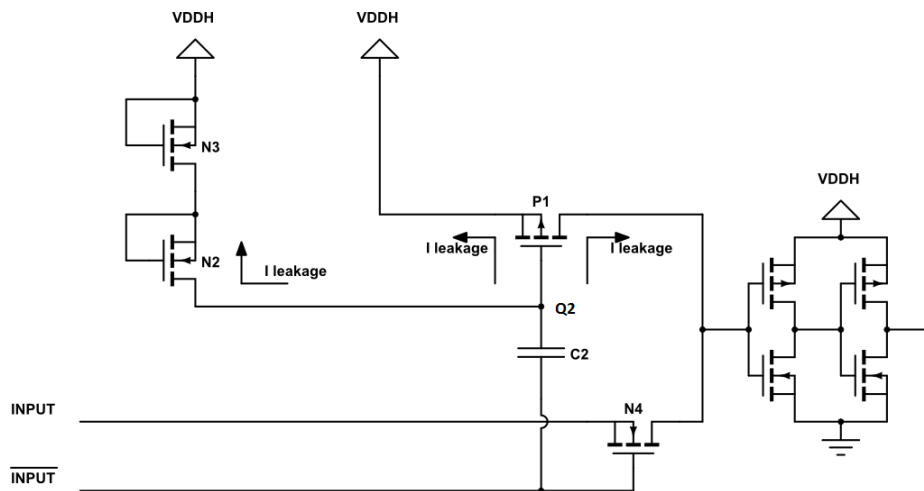 VDDH
VDDH
N3
VDDH
P1
N2
I leakage
I leakage
I leakage
Q2
C2
INPUT
N4
INPUT